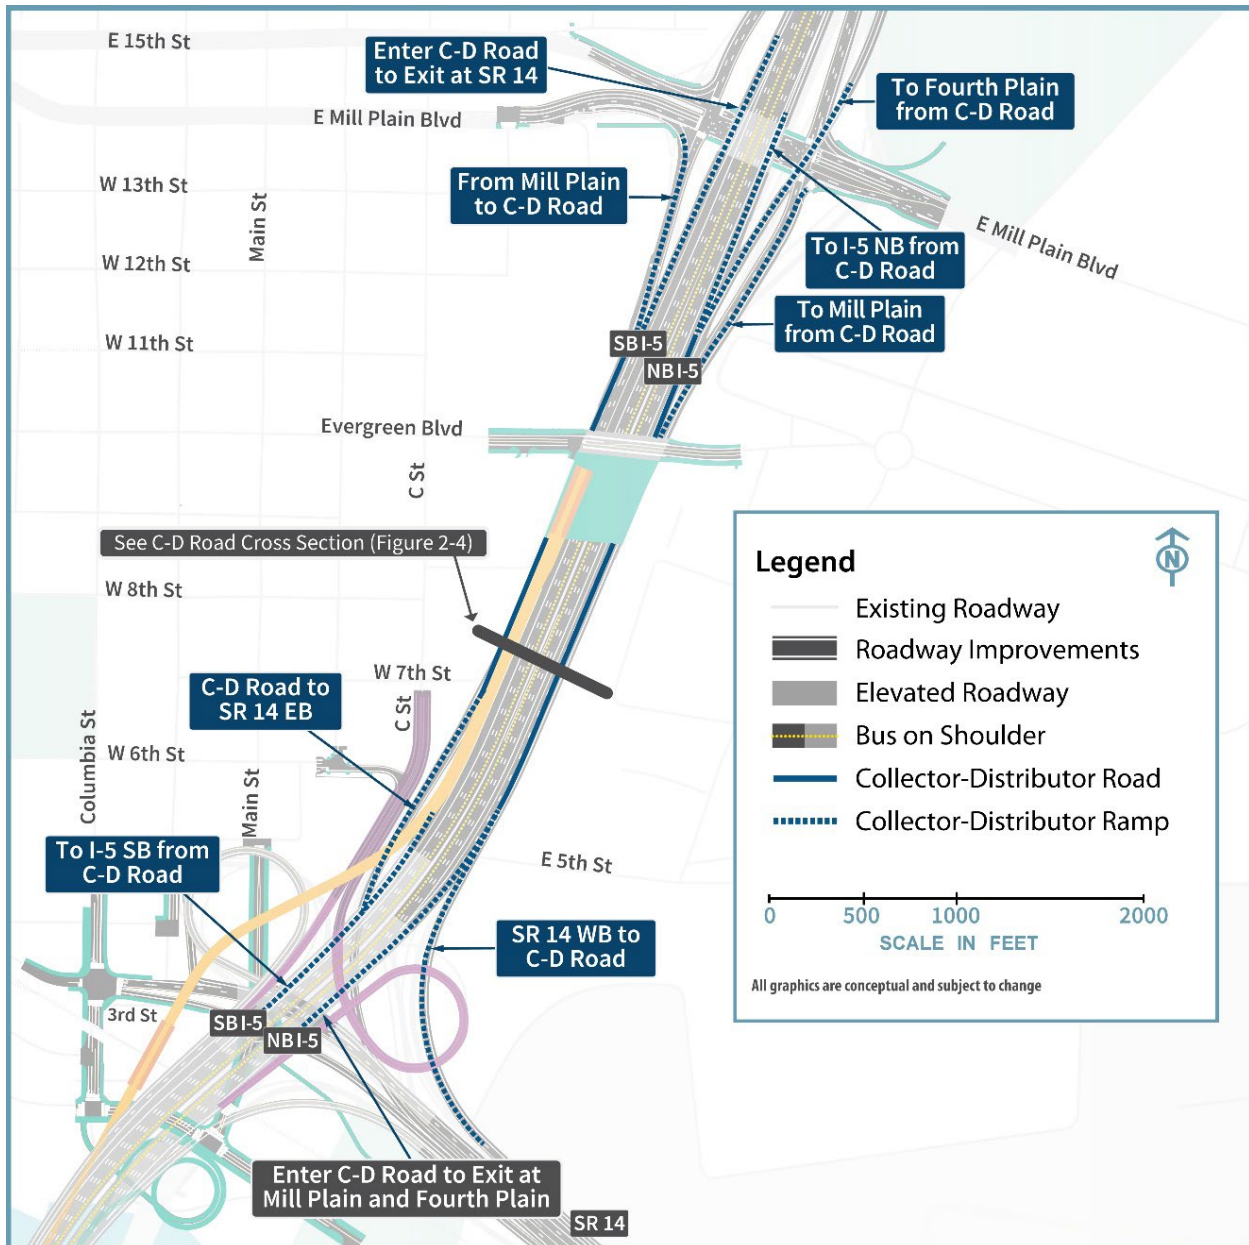 E 15th St
Enter C-D Road
to Exit at SR 14
To Fourth Plain
from C-D Road
E Mill Plain Blvd
W 13th St
Main St
From Mill Plain
to C-D Road
E Mill Plain Blvd
To I-5 NB from
C-D Road
W 12th St
To Mill Plain
from C-D Road
W 11th St
SB I-5
NB I-5
Evergreen Blvd
C St
See C-D Road Cross Section (Figure 2-4)
W 8th St
W 7th St
C-D Road to
SR 14 EB
C St
Columbia St
W 6th St
Main St
To I-5 SB from
C-D Road
E 5th St
SR 14 WB to
C-D Road
3rd St
SB I-5
NB I-5
Enter C-D Road to Exit at
Mill Plain and Fourth Plain
SR 14
Legend
N
Existing Roadway
Roadway Improvements
Elevated Roadway
Bus on Shoulder
Collector-Distributor Road
Collector-Distributor Ramp
0 500 1000 2000
SCALE IN FEET
All graphics are conceptual and subject to change